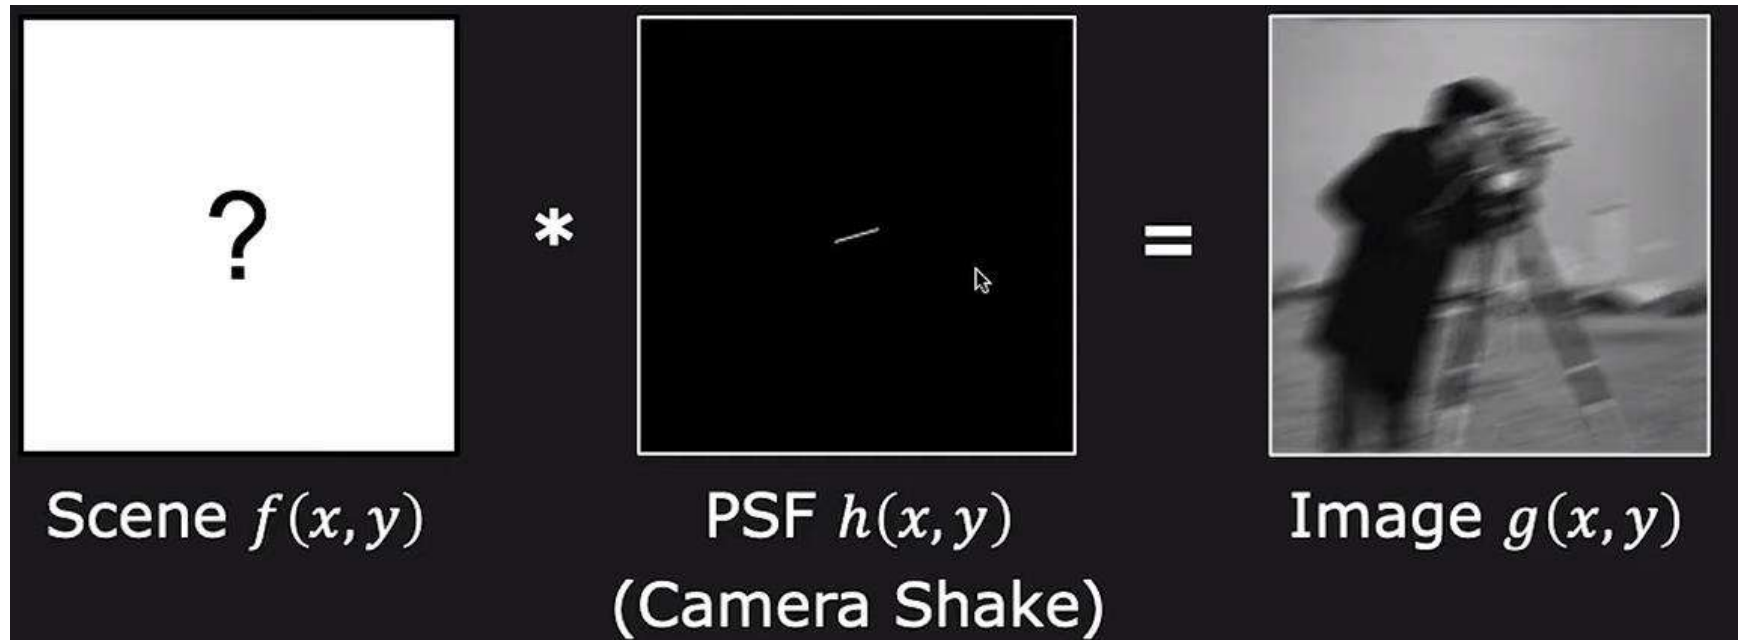 ?
*
=
Scene f(x, y)
PSF h(x, y)
Image g(x, y)
(Camera Shake)